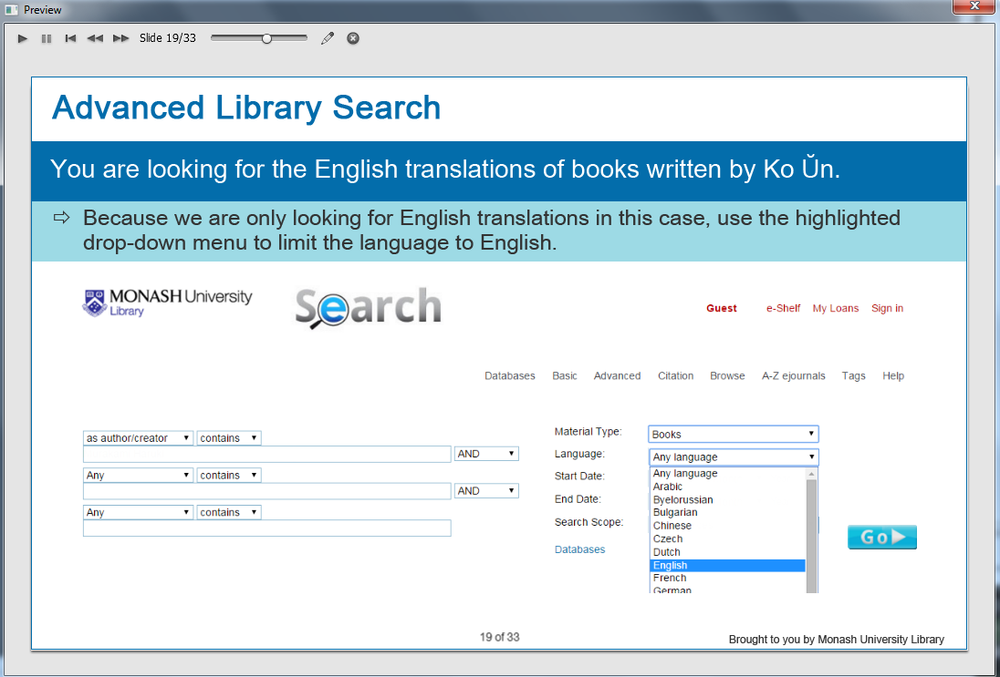 Preview
Slide 19/33
Advanced Library Search
You are looking for the English translations of books written by Ko Ŭn.
⇨ Because we are only looking for English translations in this case, use the highlighted
drop-down menu to limit the language to English.
MONASH University
Library
Search
Guest e-Shelf My Loans Sign in
Databases Basic Advanced Citation Browse A-Z ejournals Tags Help
as author/creator contains
AND
Any contains
AND
Any contains
Material Type: Books
Language: Any language
Start Date:
End Date:
Search Scope:
Databases
Any language
Arabic
Byelorussian
Bulgarian
Chinese
Czech
Dutch
English
French
German
Go
19 of 33
Brought to you by Monash University Library